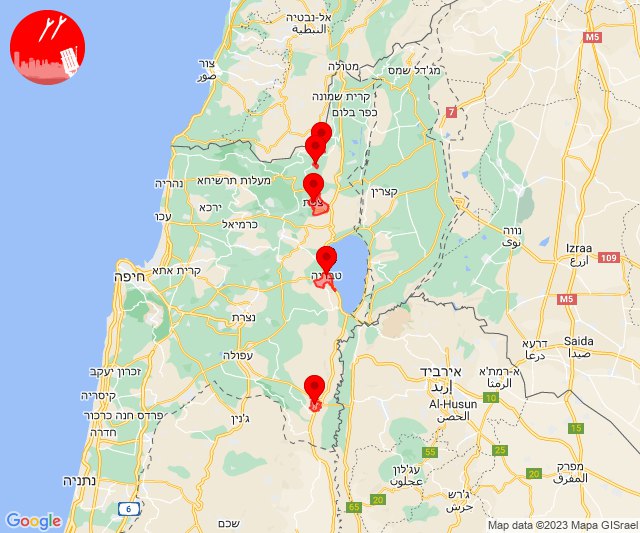 אל-נבטיה
النبطية
צור
صور
מטולה
מג'דל שמס
M5
קרית שמונה
כפר בלום
7
נהריה
מעלות תרשיחא
עכו
ירכא
כרמיאל
צפת
קצרין
נווה
نوى
Izraa
ازرع
109
חיפה
קרית אתא
טבריה
M5
נצרת
Saida
صيدا
דרעא
درعا
עפולה
זכרון יעקב
קיסריה
אירביד
إربد
א-רמת'א
الرمثا
10
Al-Husun
الحصن
פרדס חנה כרכור
חדרה
ג'נין
15
25
25
נתניה
עג'לון
عجلون
מפרק
المفرق
6
שכם
20
55
ג'רש
جرش
20
Google
Map data ©2023 Mapa GISrael